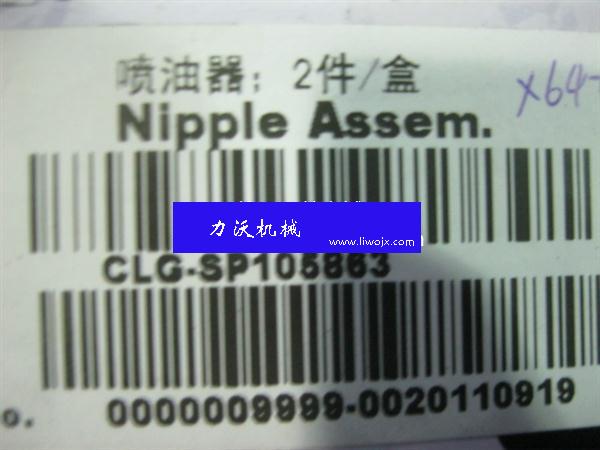 喷油器; 2件/盒
x64-
Nipple Assem.
力沃机械
www.liwojx.com
CLG-SP105863
o. 0000009999-0020110919